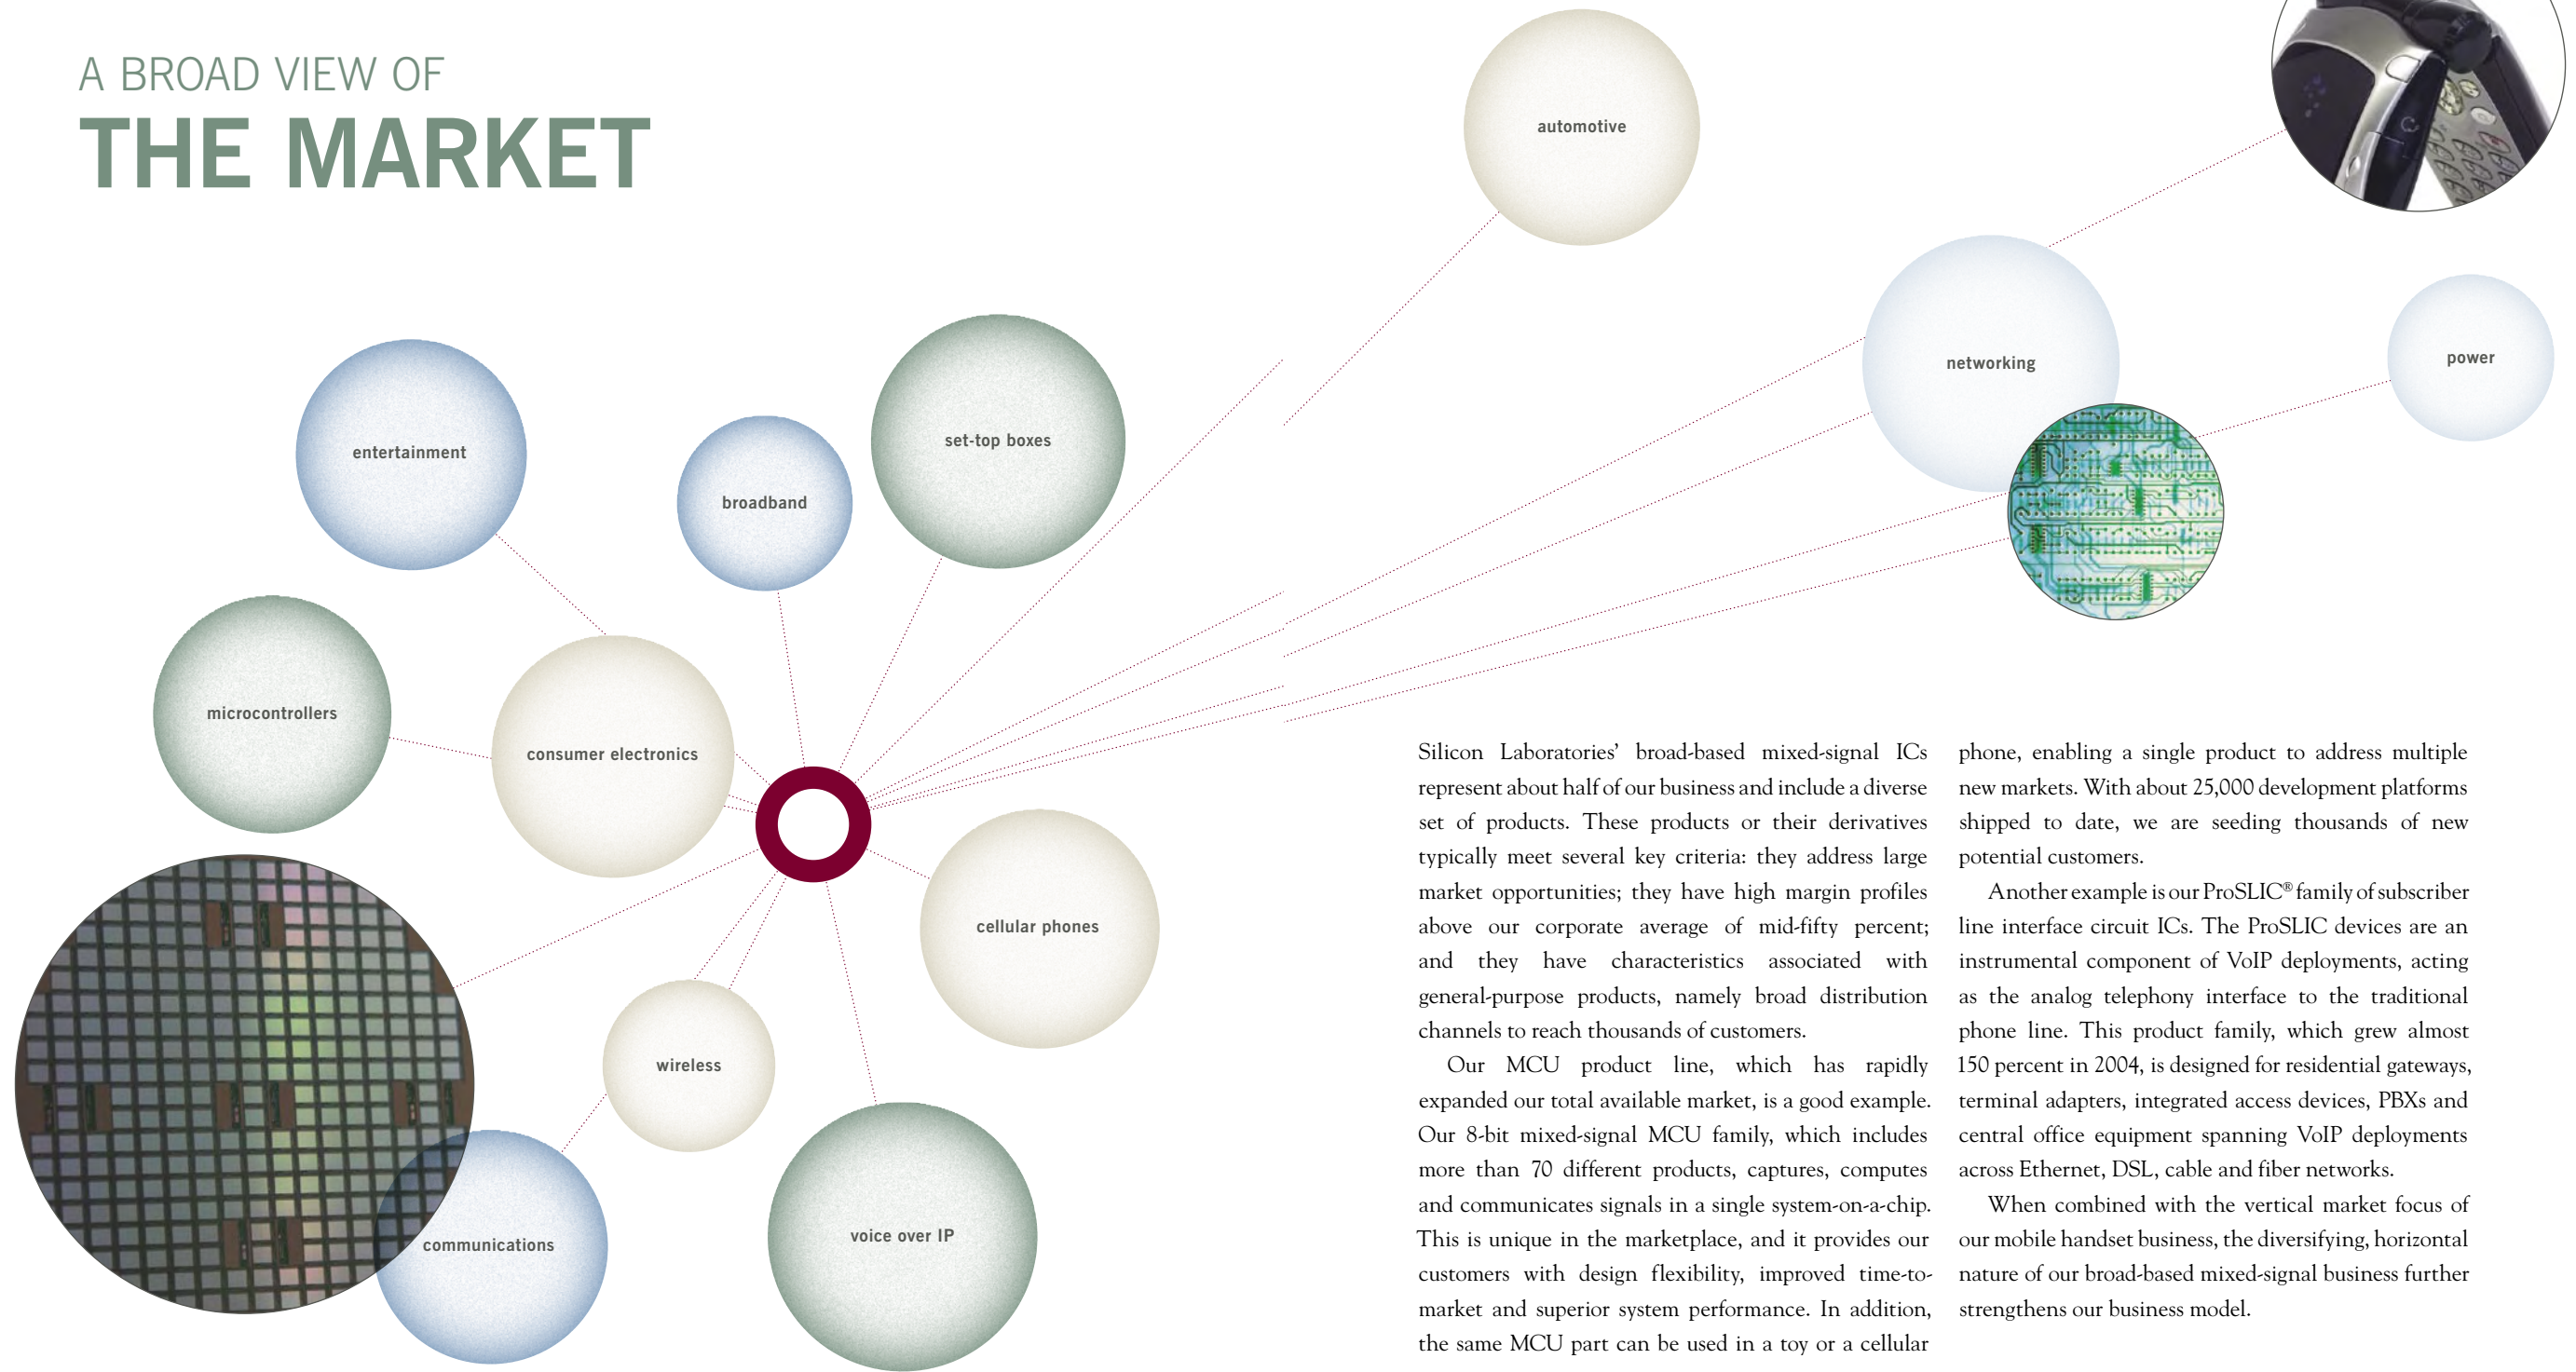 A BROAD VIEW OF
THE MARKET
automotive
networking
power
entertainment
broadband
set-top boxes
microcontrollers
consumer electronics
cellular phones
wireless
communications
voice over IP
Silicon Laboratories’ broad-based mixed-signal ICs
represent about half of our business and include a diverse
set of products. These products or their derivatives
typically meet several key criteria: they address large
market opportunities; they have high margin profiles
above our corporate average of mid-fifty percent;
and they have characteristics associated with
general-purpose products, namely broad distribution
channels to reach thousands of customers.
Our MCU product line, which has rapidly
expanded our total available market, is a good example.
Our 8-bit mixed-signal MCU family, which includes
more than 70 different products, captures, computes
and communicates signals in a single system-on-a-chip.
This is unique in the marketplace, and it provides our
customers with design flexibility, improved time-to-
market and superior system performance. In addition,
the same MCU part can be used in a toy or a cellular
phone, enabling a single product to address multiple
new markets. With about 25,000 development platforms
shipped to date, we are seeding thousands of new
potential customers.
Another example is our ProSLIC® family of subscriber
line interface circuit ICs. The ProSLIC devices are an
instrumental component of VoIP deployments, acting
as the analog telephony interface to the traditional
phone line. This product family, which grew almost
150 percent in 2004, is designed for residential gateways,
terminal adapters, integrated access devices, PBXs and
central office equipment spanning VoIP deployments
across Ethernet, DSL, cable and fiber networks.
When combined with the vertical market focus of
our mobile handset business, the diversifying, horizontal
nature of our broad-based mixed-signal business further
strengthens our business model.